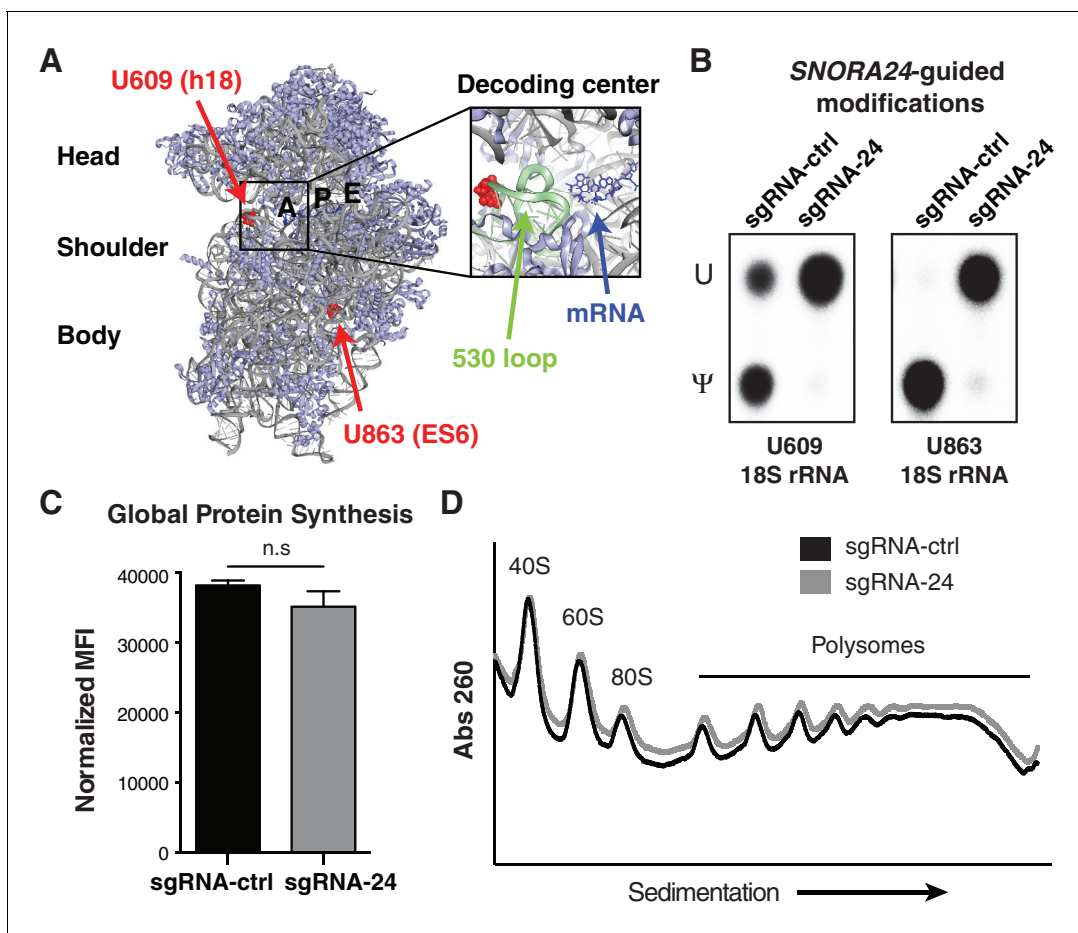 A
U609 (h18)
Head
Shoulder
Body
A
P
E
Decoding center
mRNA
530 loop
U863 (ES6)
B
SNORA24-guided
modifications
sgRNA-ctrl
sgRNA-24
sgRNA-ctrl
sgRNA-24
U
Ψ
U609
18S rRNA
U863
18S rRNA
C
Global Protein Synthesis
n.s
Normalized MFI
40000
30000
20000
10000
0
sgRNA-ctrl
sgRNA-24
D
sgRNA-ctrl
sgRNA-24
40S
60S
80S
Polysomes
Abs 260
Sedimentation